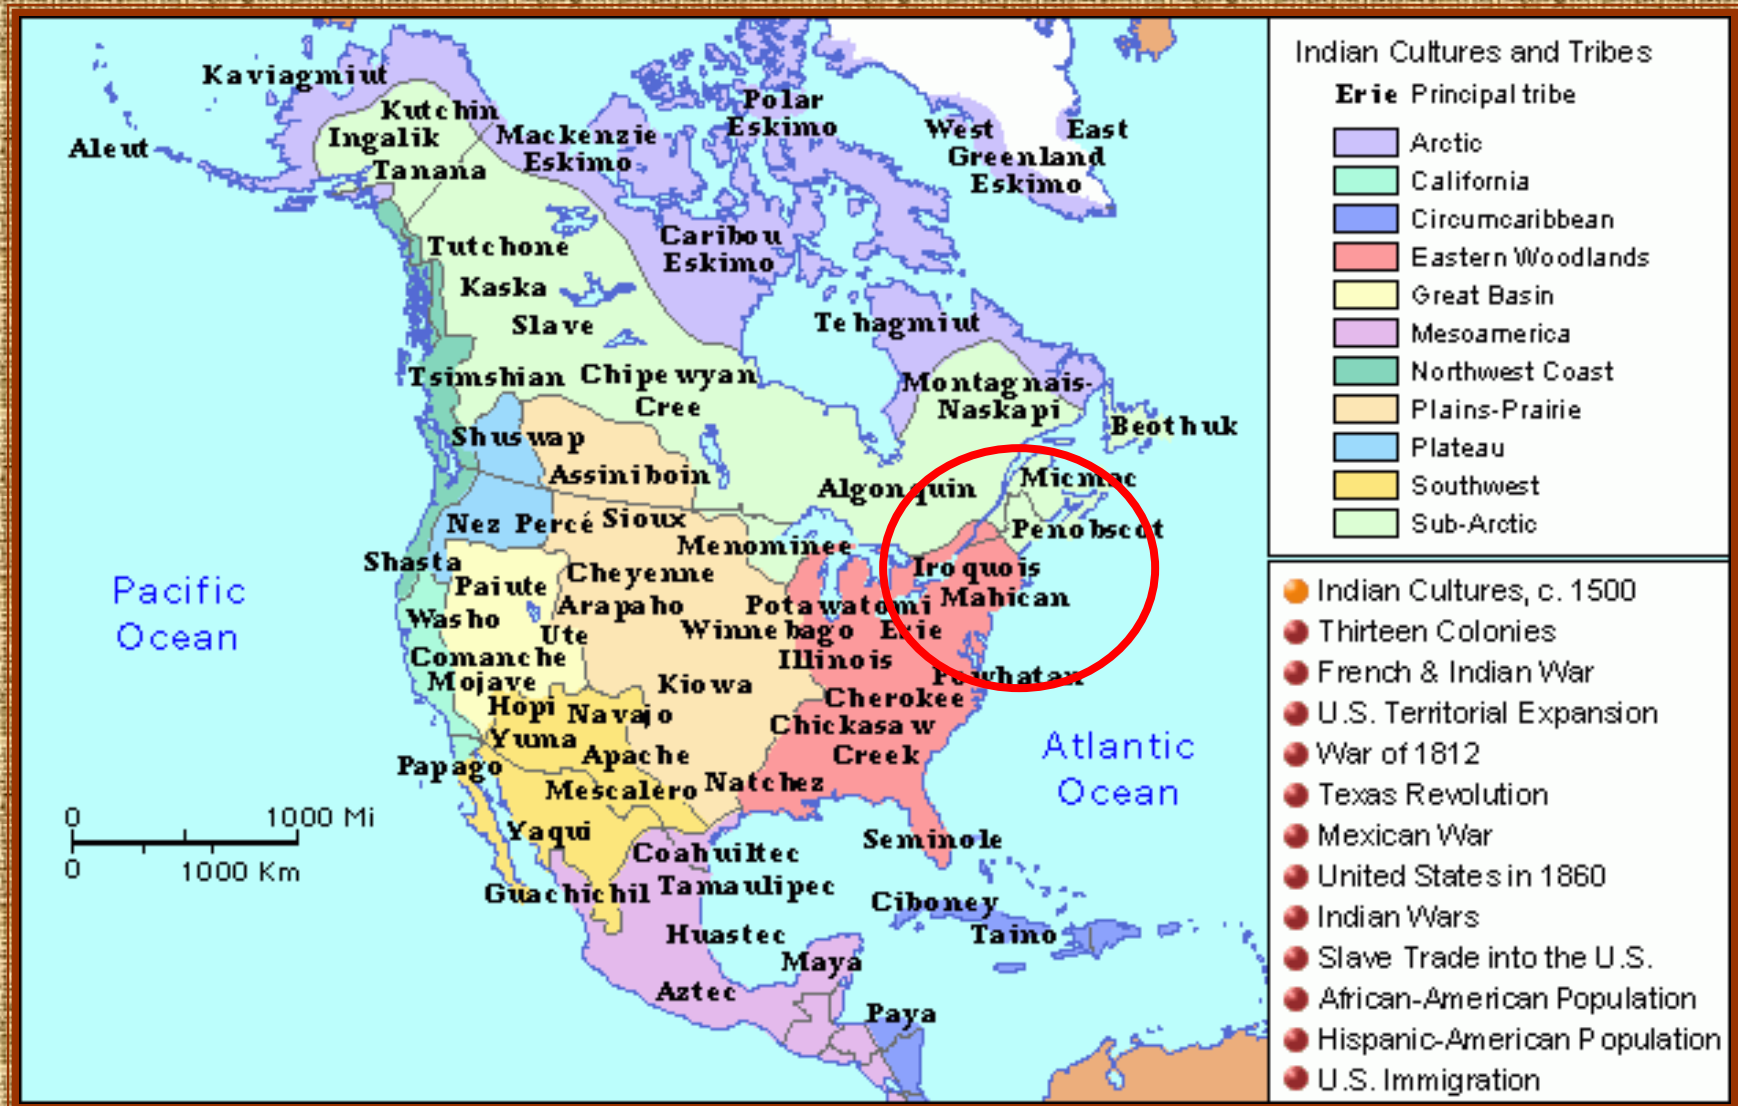 Kaviagmiut
Kutchin
Ingalik
Aleut
Tanana
Mackenzie
Eskimo
Polar
Eskimo
West
East
Greenland
Eskimo
Tutchone
Caribou
Eskimo
Kaska
Slave
Tehagmiut
Tsimshian
Chipewyan
Cree
Montagnais-
Naskapi
Beothuk
Shuswap
Assiniboin
Algonquin
Micmac
Nez Percé
Sioux
Penobscot
Menominee
Shasta
Cheyenne
Iroquois
Paiute
Arapaho
Potawatomi
Mahican
Washo
Ute
Winnebago
Erie
Comanche
Illinois
Mojave
Kiowa
Powhatan
Hopi
Navajo
Cherokee
Yuma
Chickasaw
Apache
Creek
Papago
Mescalero
Natchez
Yaqui
Seminole
Coahuiltec
Guachichil
Tamaulipec
Ciboney
Huastec
Taino
Maya
Aztec
Paya
Pacific
Ocean
Atlantic
Ocean
0 1000 Mi
0 1000 Km
Indian Cultures and Tribes
Erie Principal tribe
Arctic
California
Circumcaribbean
Eastern Woodlands
Great Basin
Mesoamerica
Northwest Coast
Plains-Prairie
Plateau
Southwest
Sub-Arctic
Indian Cultures, c. 1500
Thirteen Colonies
French & Indian War
U.S. Territorial Expansion
War of 1812
Texas Revolution
Mexican War
United States in 1860
Indian Wars
Slave Trade into the U.S.
African-American Population
Hispanic-American Population
U.S. Immigration